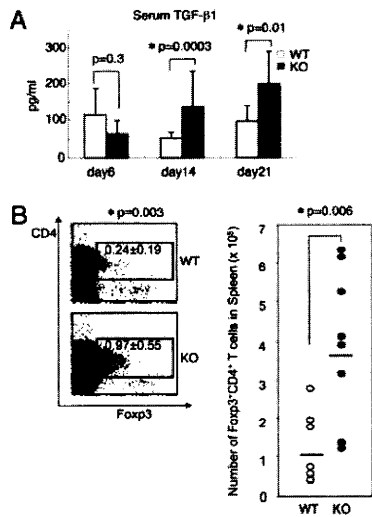 A
Serum TGF-β1
* p=0.01
* p=0.0003
p=0.3
WT
KO
pg/ml
300
200
100
0
day6
day14
day21
B
* p=0.003
CD4
0.24±0.19
WT
0.97±0.55
KO
Foxp3
* p=0.006
Number of Foxp3⁺CD4⁺ T cells in Spleen (x 10⁵)
7
6
5
4
3
2
1
0
WT KO